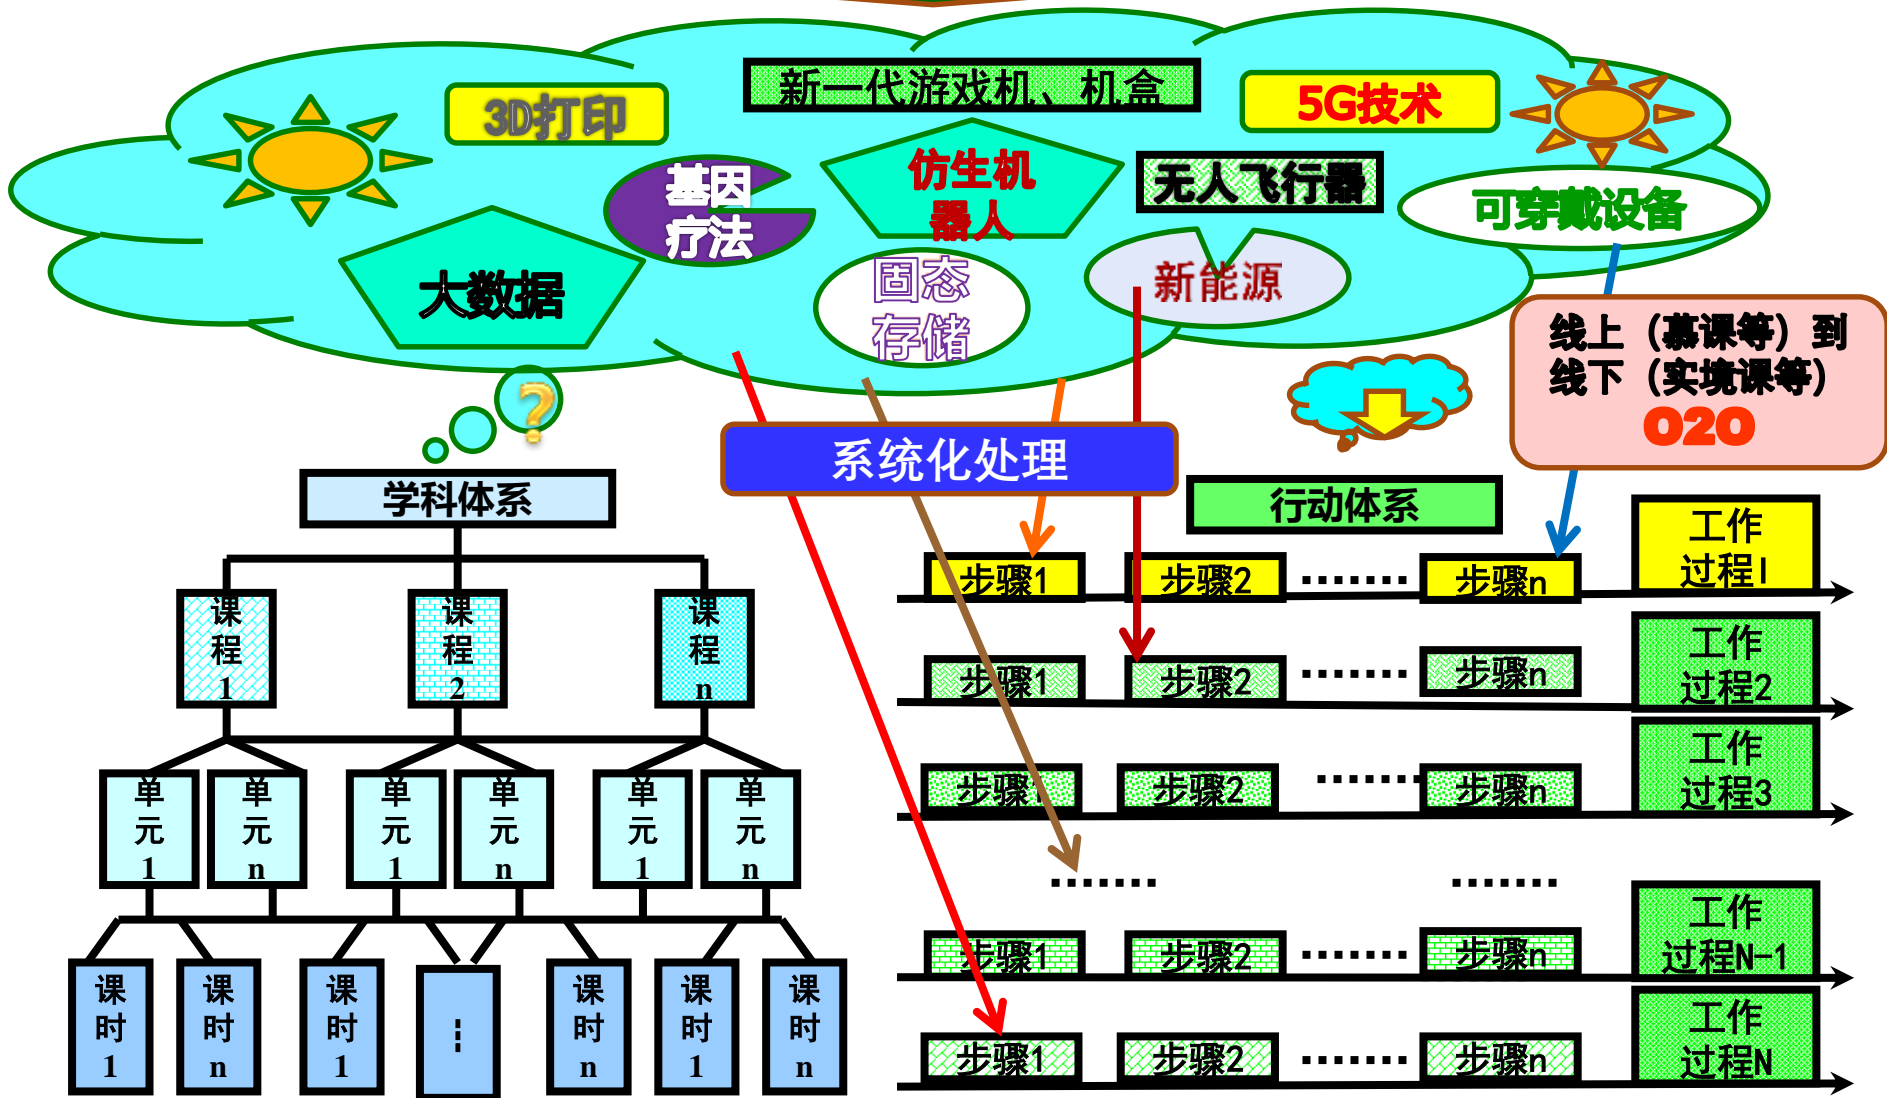 新一代游戏机、机盒
3D打印
5G技术
基因
疗法
仿生机
器人
无人飞行器
可穿戴设备
大数据
固态
存储
新能源
线上（慕课等）到
线下（实境课等）
O2O
?
系统化处理
学科体系
行动体系
课
程
1
课
程
2
课
程
n
单
元
1
单
元
n
单
元
1
单
元
n
单
元
1
单
元
n
课
时
1
课
时
n
课
时
1
…
课
时
n
课
时
1
课
时
n
步骤1
步骤2
·······
步骤n
工作
过程1
步骤1
步骤2
·······
步骤n
工作
过程2
步骤1
步骤2
·······
步骤n
工作
过程3
·······
·······
步骤1
步骤2
·······
步骤n
工作
过程N-1
步骤1
步骤2
·······
步骤n
工作
过程N